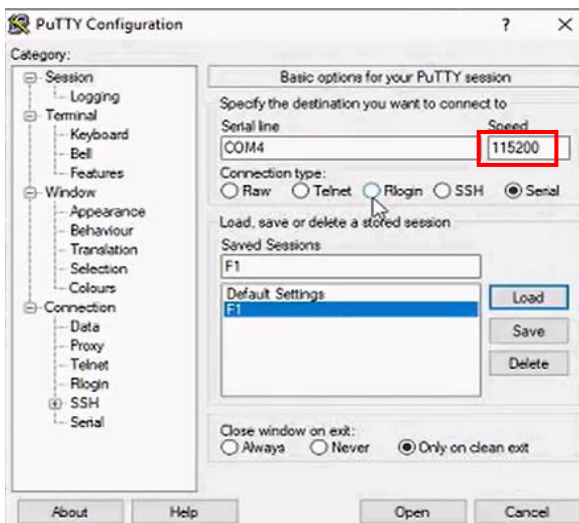 PuTTY Configuration ? ×
Category:
Session
Logging
Terminal
Keyboard
Bell
Features
Window
Appearance
Behaviour
Translation
Selection
Colours
Connection
Data
Proxy
Telnet
Rlogin
SSH
Serial
Basic options for your PuTTY session
Specify the destination you want to connect to
Serial line Speed
COM4 115200
Connection type:
Raw Telnet Rlogin SSH Serial
Load, save or delete a stored session
Saved Sessions
F1
Default Settings
F1
Load
Save
Delete
Close window on exit:
Always Never Only on clean exit
About Help Open Cancel